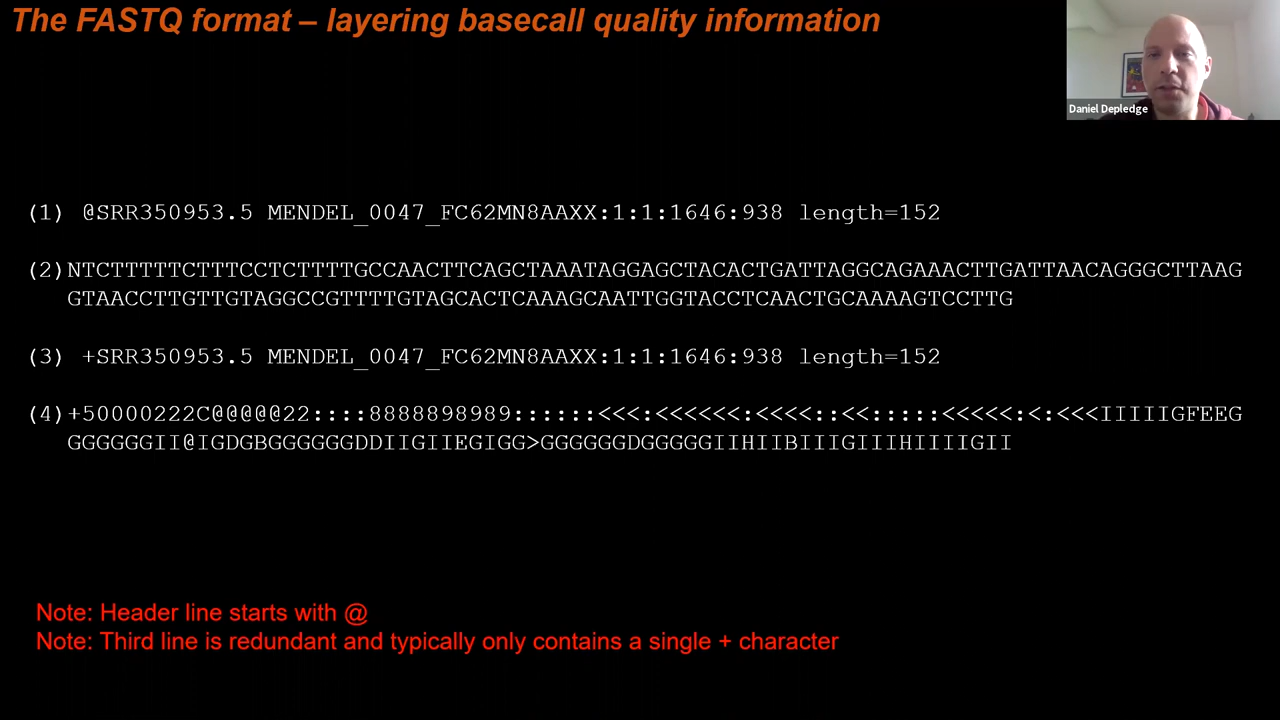 The FASTQ format – layering basecall quality information
Daniel Depledge
(1) @SRR350953.5 MENDEL_0047_FC62MN8AAXX:1:1:1646:938 length=152
(2)NTCTTTTTCTTTCCTCTTTTGCCAACTTCAGCTAAATAGGAGCTACACTGATTAGGCAGAAACTTGATTAACAGGGCTTAAG
GTAACCTTGTTGTAGGCCGTTTTGTAGCACTCAAAGCAATTGGTACCTCAACTGCAAAAGTCCTTG
(3) +SRR350953.5 MENDEL_0047_FC62MN8AAXX:1:1:1646:938 length=152
(4)+50000222C@@@@@22::::8888898989::::::<<<:<<<<<<:<<<<::<<:::::<<<<<:<:<<<IIIIIGFEEG
GGGGGGII@IGDGBGGGGGGDDIIGIIEGIGG>GGGGGGDGGGGGIIHIIBIIIGIIIHIIIIGII
Note: Header line starts with @
Note: Third line is redundant and typically only contains a single + character